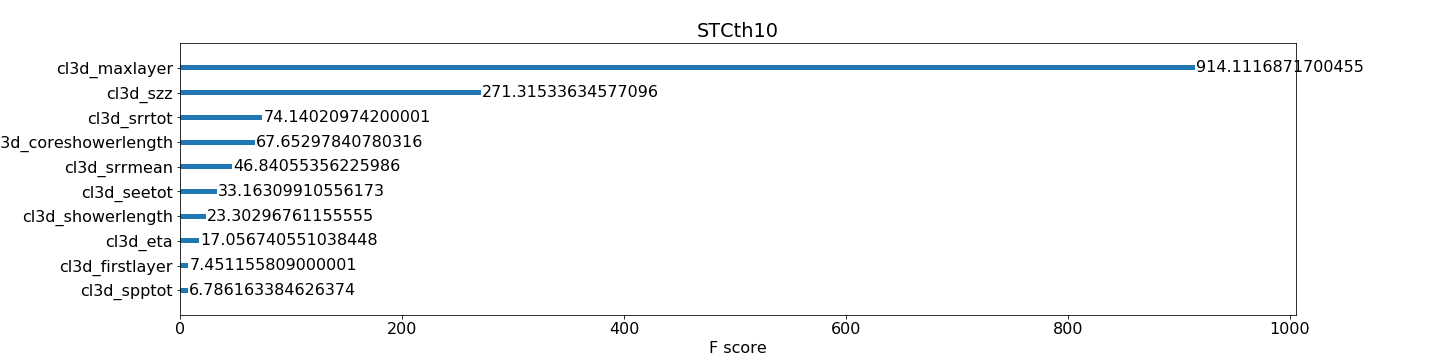 STCth10
cl3d_maxlayer 914.1116871700455
cl3d_szz 271.31533634577096
cl3d_srrtot 74.14020974200001
3d_coreshowerlength 67.65297840780316
cl3d_srrmean 46.84055356225986
cl3d_seetot 33.16309910556173
cl3d_showerlength 23.30296761155555
cl3d_eta 17.056740551038448
cl3d_firstlayer 7.451155809000001
cl3d_spptot 6.786163384626374
0 200 400 600 800 1000
F score